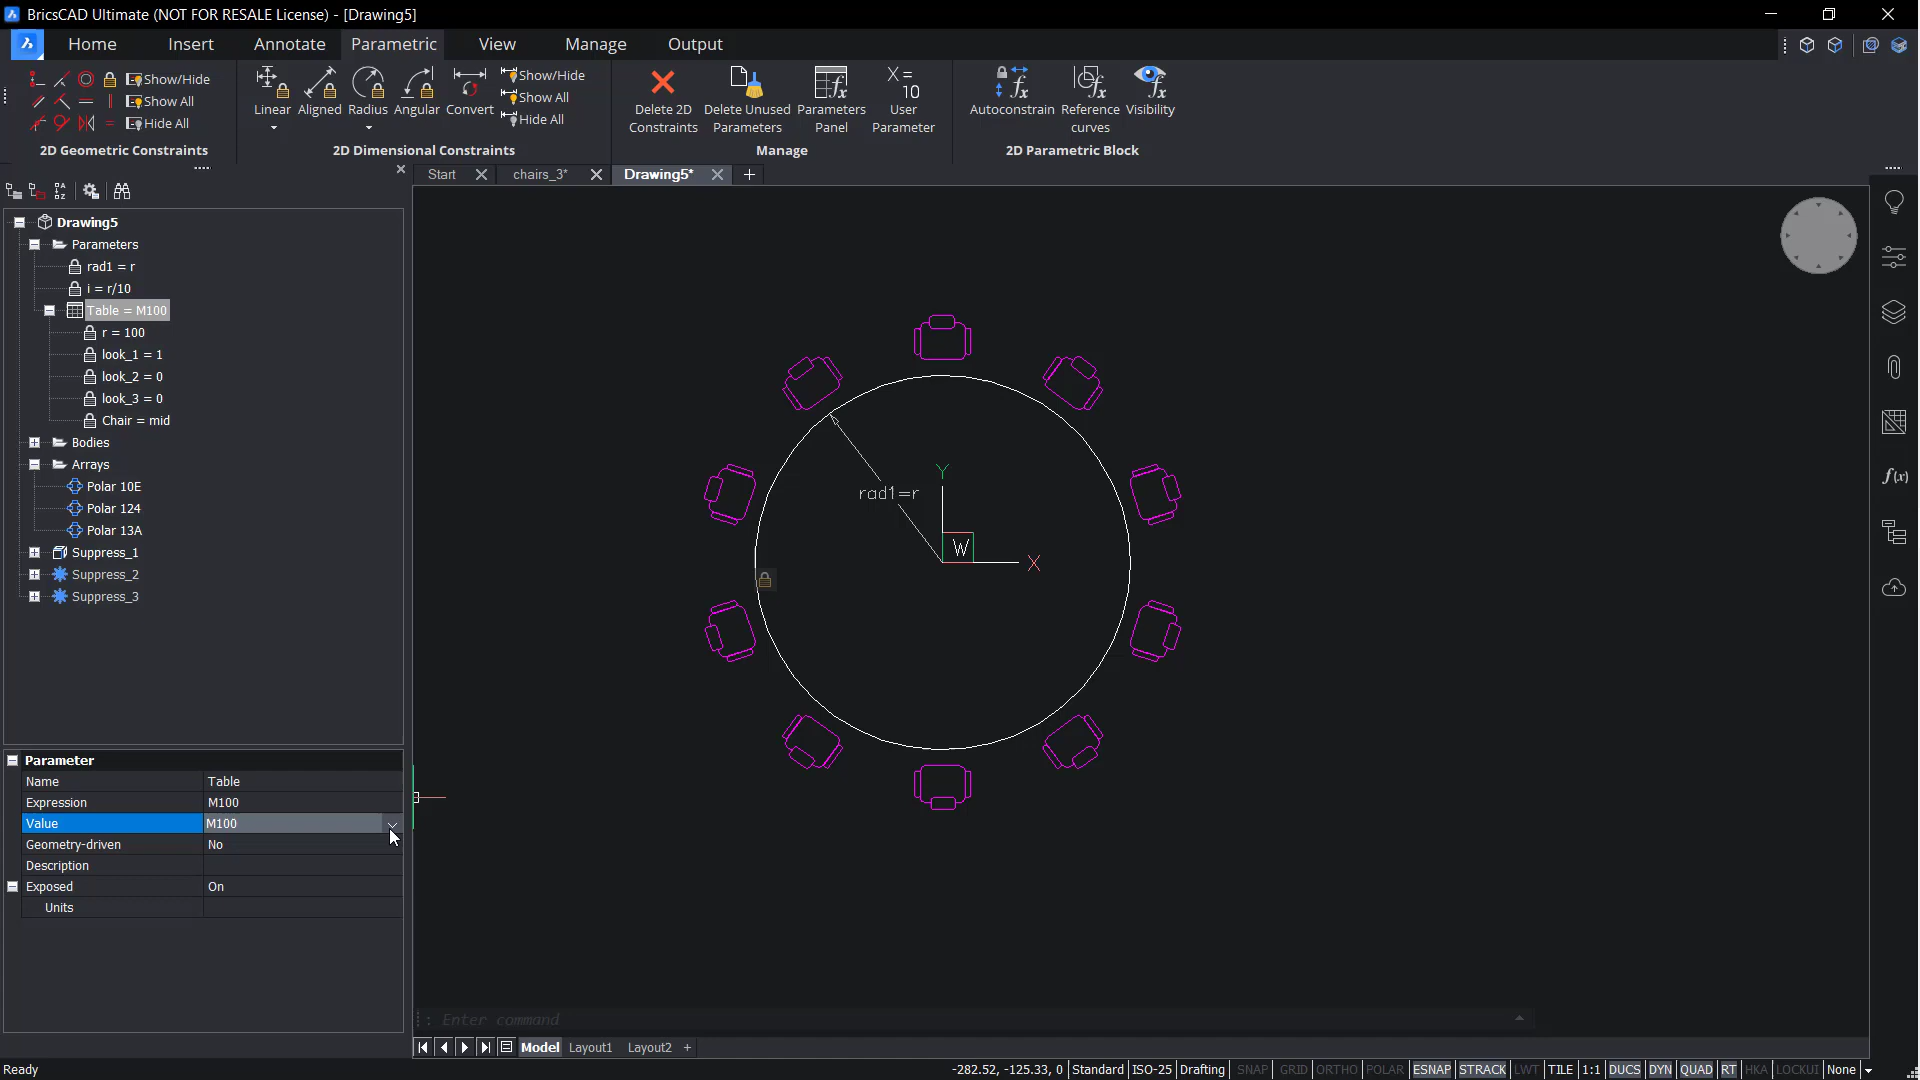 BricsCAD Ultimate (NOT FOR RESALE License) - [Drawing5]
Home Insert Annotate Parametric View Manage Output
Show/Hide
Show All
Hide All
2D Geometric Constraints
Linear Aligned Radius Angular Convert
Show/Hide
Show All
Hide All
2D Dimensional Constraints
X=
10
Delete 2D Constraints
Delete Unused Parameters
Parameters Panel
User Parameter
Manage
Autoconstrain
Reference curves
Visibility
2D Parametric Block
Start chairs_3* Drawing5*
Drawing5
Parameters
rad1 = r
i = r/10
Table = M100
r = 100
look_1 = 1
look_2 = 0
look_3 = 0
Chair = mid
Bodies
Arrays
Polar 10E
Polar 124
Polar 13A
Suppress_1
Suppress_2
Suppress_3
Y
rad1=r
W
X
f(x)
Parameter
Name Table
Expression M100
Value M100
Geometry-driven No
Description
Exposed On
Units
: Enter command
Model Layout1 Layout2 +
Ready
-282.52, -125.33, 0 Standard ISO-25 Drafting SNAP GRID ORTHO POLAR ESNAP STRACK LWT TILE 1:1 DUCS DYN QUAD RT HKA LOCKUI None